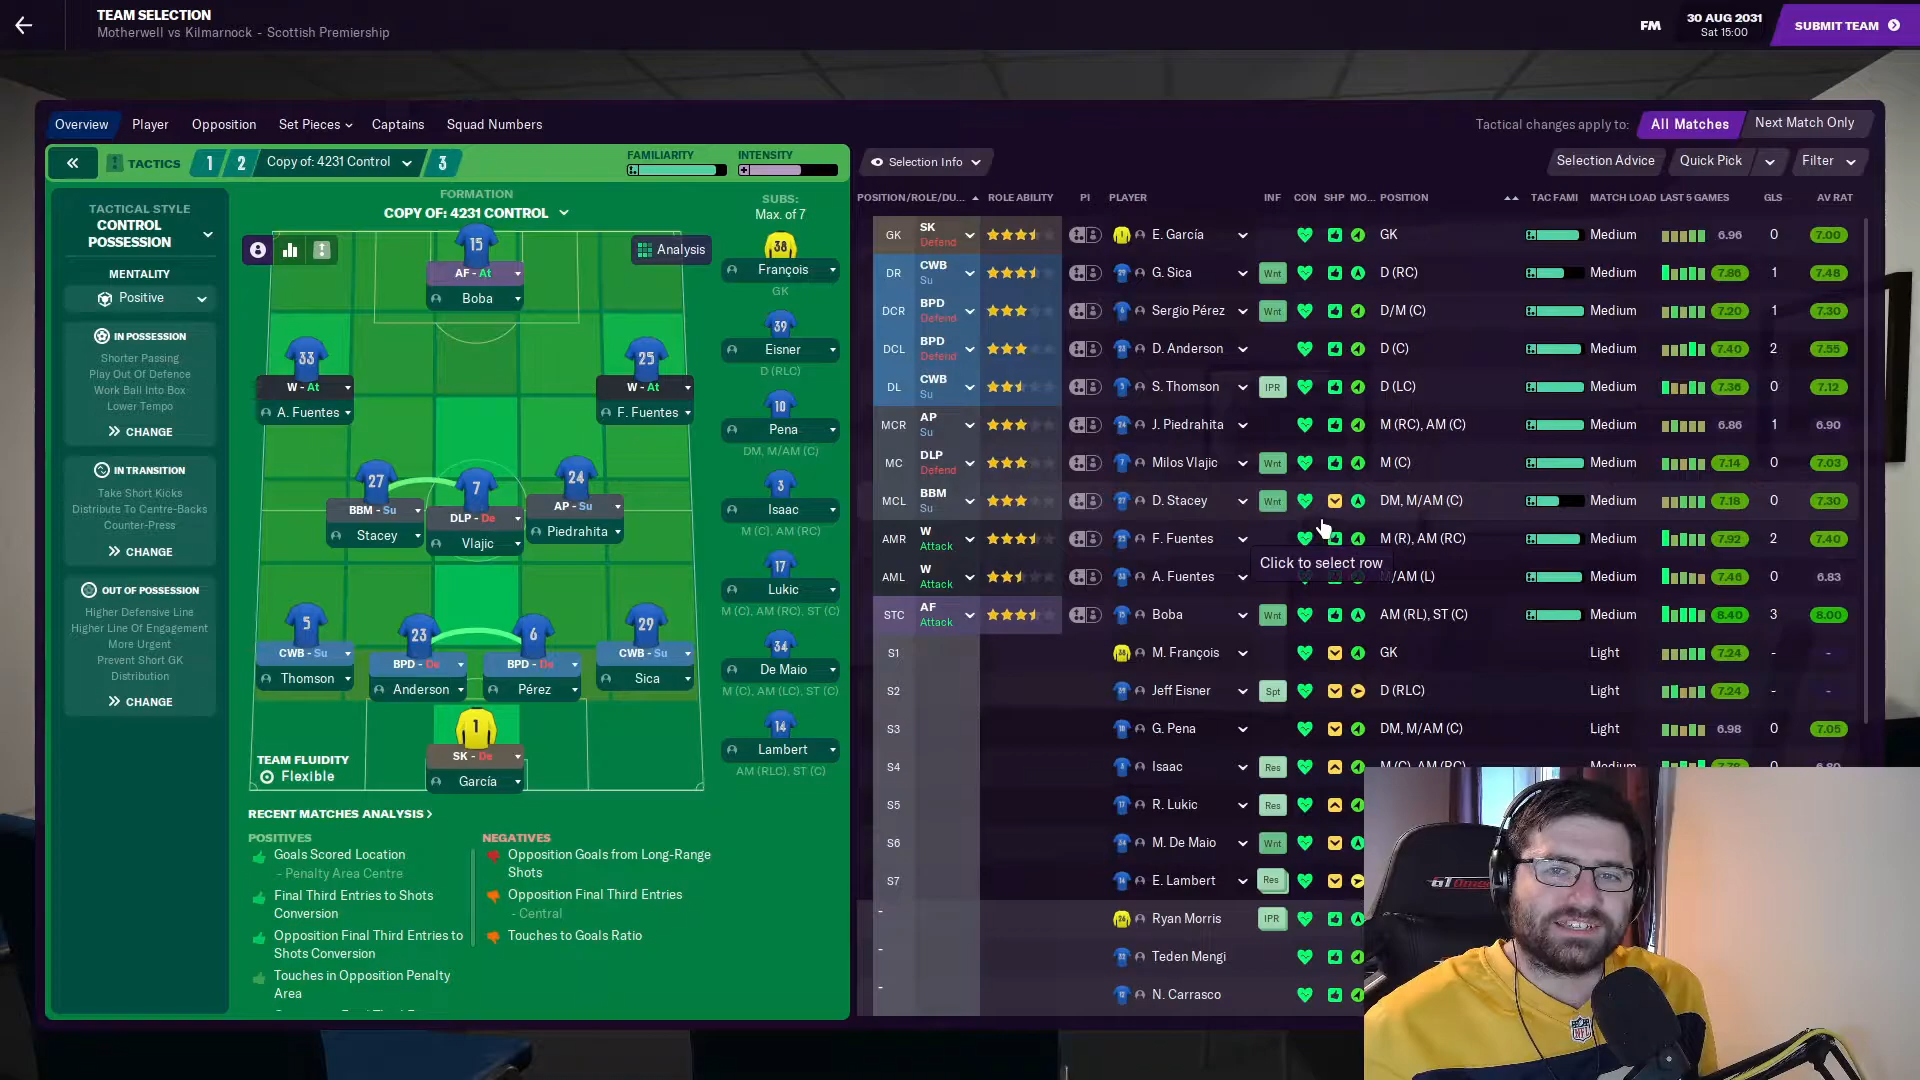 TEAM SELECTION
Motherwell vs Kilmarnock - Scottish Premiership
FM
30 AUG 2031
Sat 15:00
SUBMIT TEAM
Overview Player Opposition Set Pieces Captains Squad Numbers
Tactical changes apply to: All Matches Next Match Only
TACTICS 1 2 Copy of: 4231 Control 3
FAMILIARITY INTENSITY
TACTICAL STYLE
CONTROL
POSSESSION
MENTALITY
Positive
IN POSSESSION
Shorter Passing
Play Out Of Defence
Work Ball Into Box
Lower Tempo
CHANGE
IN TRANSITION
Take Short Kicks
Distribute To Centre-Backs
Counter-Press
CHANGE
OUT OF POSSESSION
Higher Defensive Line
Higher Line Of Engagement
More Urgent
Prevent Short GK
Distribution
CHANGE
FORMATION
COPY OF: 4231 CONTROL
Analysis
15
AF - At
Boba
33
W - At
A. Fuentes
25
W - At
F. Fuentes
27
BBM - Su
Stacey
7
DLP - De
Vlajic
24
AP - Su
Piedrahita
5
CWB - Su
Thomson
23
BPD - De
Anderson
6
BPD - De
Pérez
29
CWB - Su
Sica
1
SK - De
García
TEAM FLUIDITY
Flexible
SUBS:
Max. of 7
38
François
GK
39
Eisner
D (RLC)
10
Pena
DM, M/AM (C)
3
Isaac
M (C), AM (RC)
17
Lukic
M (C), AM (RC), ST (C)
34
De Maio
M (C), AM (LC), ST (C)
14
Lambert
AM (RLC), ST (C)
RECENT MATCHES ANALYSIS >
POSITIVES
Goals Scored Location
- Penalty Area Centre
Final Third Entries to Shots
Conversion
Opposition Final Third Entries to
Shots Conversion
Touches in Opposition Penalty
Area
NEGATIVES
Opposition Goals from Long-Range
Shots
Opposition Final Third Entries
- Central
Touches to Goals Ratio
Selection Info
Selection Advice Quick Pick Filter
POSITION/ROLE/DU... ROLE ABILITY PI PLAYER INF CON SHP MO... POSITION TAC FAMI MATCH LOAD LAST 5 GAMES GLS AV RAT
GK SK Defend E. García GK Medium 6.96 0 7.00
DR CWB Su G. Sica Wnt D (RC) Medium 7.86 1 7.48
DCR BPD Defend Sergio Pérez Wnt D/M (C) Medium 7.20 1 7.30
DCL BPD Defend D. Anderson D (C) Medium 7.40 2 7.55
DL CWB Su S. Thomson IPR D (LC) Medium 7.36 0 7.12
MCR AP Su J. Piedrahita M (RC), AM (C) Medium 6.86 1 6.90
MC DLP Defend Milos Vlajic Wnt M (C) Medium 7.14 0 7.03
MCL BBM Su D. Stacey Wnt DM, M/AM (C) Medium 7.18 0 7.30
AMR W Attack F. Fuentes M (R), AM (RC) Medium 7.92 2 7.40
Click to select row
AML W Attack A. Fuentes /AM (L) Medium 7.46 0 6.83
STC AF Attack Boba Wnt AM (RL), ST (C) Medium 8.40 3 8.00
S1 M. François GK Light 7.24 - -
S2 Jeff Eisner Spt D (RLC) Light 7.24 - -
S3 G. Pena DM, M/AM (C) Light 6.98 0 7.05
S4 Isaac Res M (C), AM (RC)
S5 R. Lukic Res
S6 M. De Maio Wnt
S7 E. Lambert Res
- Ryan Morris IPR
- Teden Mengi
- N. Carrasco
NFL